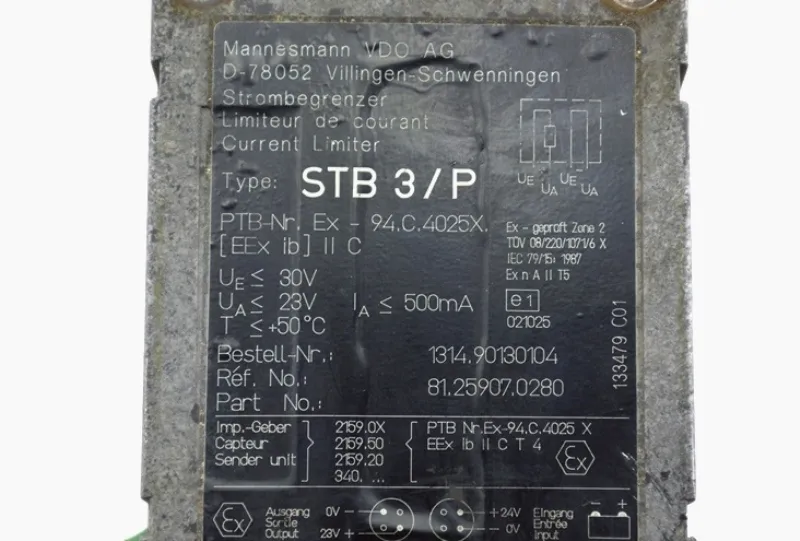 Mannesmann VDO AG
D-78052 Villingen-Schwenningen
Strombegrenzer
Limiteur de courant
Current Limiter
UE UA UE UA
Type: STB 3/P
PTB-Nr. Ex - 94.C.4025X.
[EEx ib] II C
Ex - geprüft Zone 2
TÜV 08/220/1071/6 X
IEC 79/15: 1987
Ex n A II T5
UE ≤ 30V
UA ≤ 23V IA ≤ 500mA
T ≤ +50°C
e1
021025
133479 C01
Bestell-Nr.: 1314.90130104
Réf. No.: 81.25907.0280
Part No.:
Imp.-Geber 2159.0X PTB Nr.Ex-94.C.4025 X
Capteur 2159.50 EEx ib II C T 4
Sender unit 2159.20
340. ...
Ex
Ex
Ausgang 0V +24V Eingang - +
Sortie Entrée
Output 23V+ 0V Input